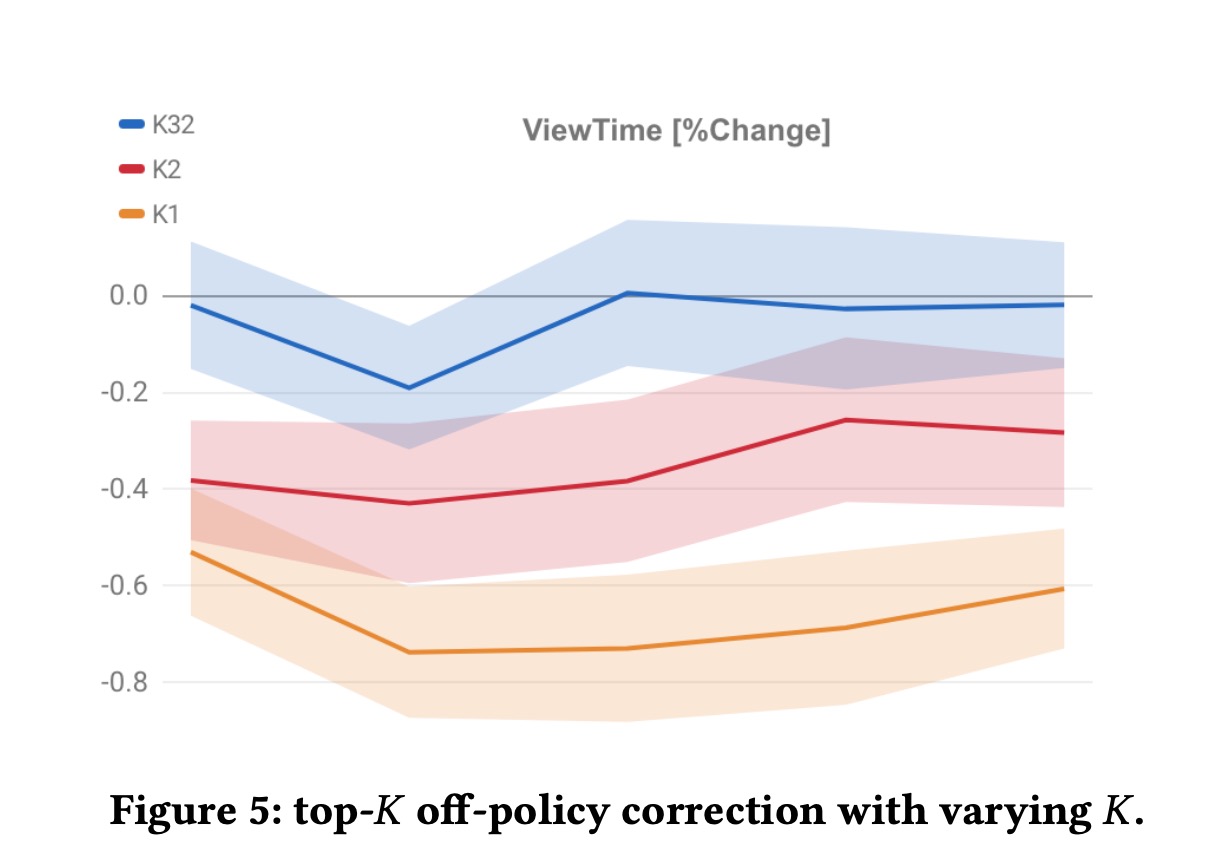 K32
ViewTime [%Change]
K2
K1
0.0
-0.2
-0.4
-0.6
-0.8
Figure 5: top-K off-policy correction with varying K.